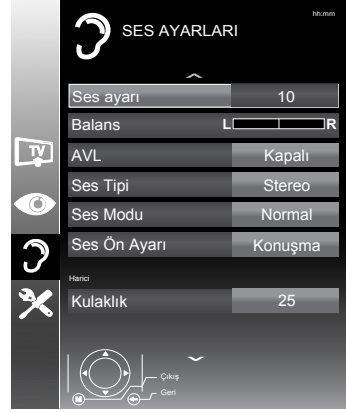 hh:mm
SES AYARLARI
Ses ayarı 10
Balans L R
AVL Kapalı
Ses Tipi Stereo
Ses Modu Normal
Ses Ön Ayarı Konuşma
Harici
Kulaklık 25
TV
Çıkış
M Geri